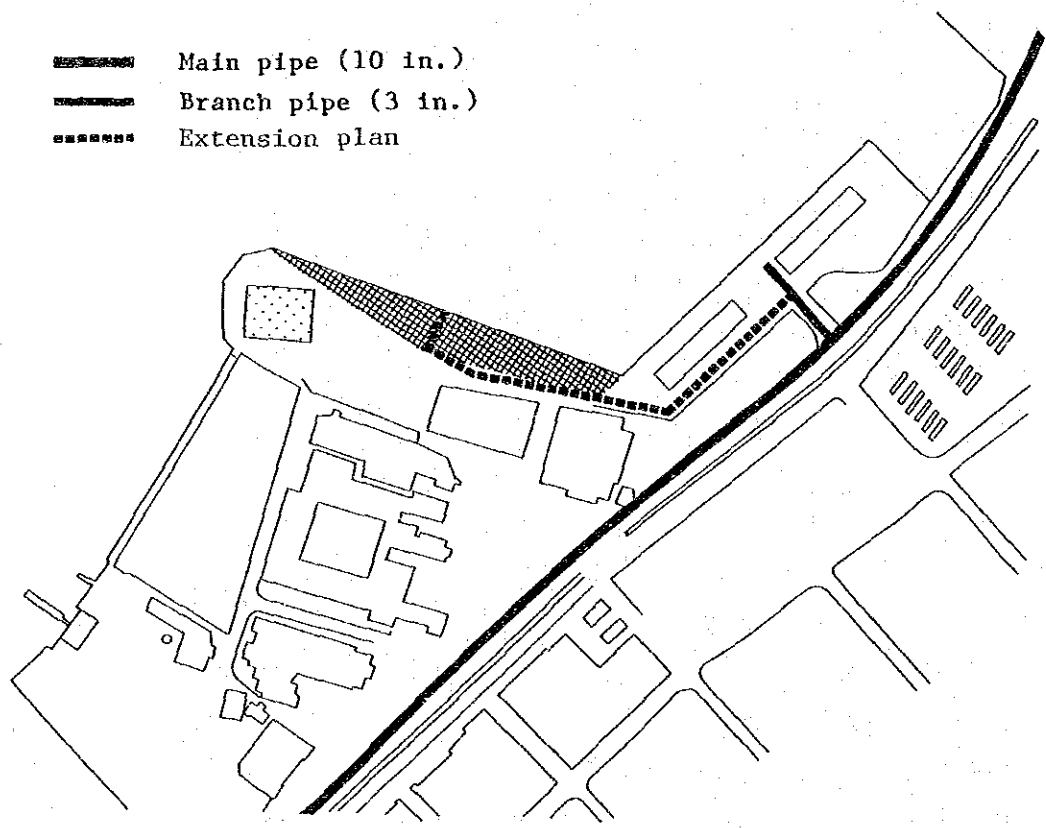 Main pipe (10 in.)
Branch pipe (3 in.)
Extension plan